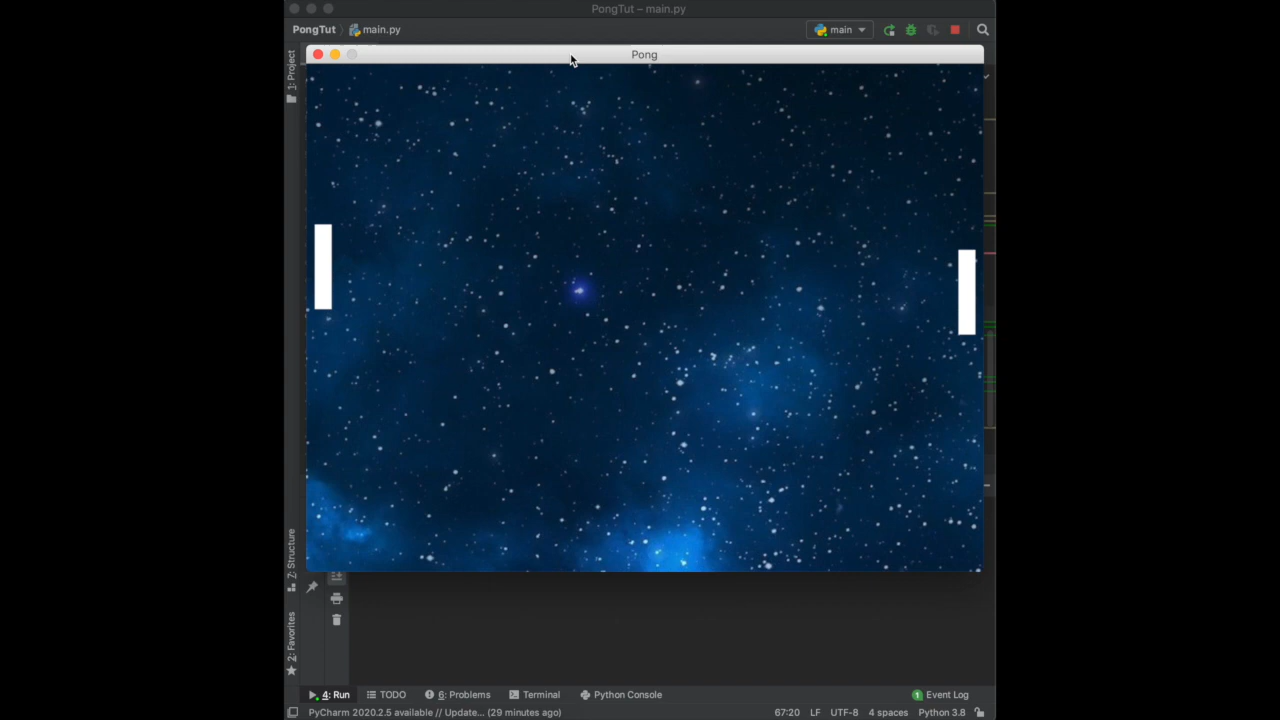 PongTut – main.py
PongTut main.py
main
Pong
1: Project
Z: Structure
2: Favorites
4: Run TODO 6: Problems Terminal Python Console 1 Event Log
PyCharm 2020.2.5 available // Update... (29 minutes ago) 67:20 LF UTF-8 4 spaces Python 3.8